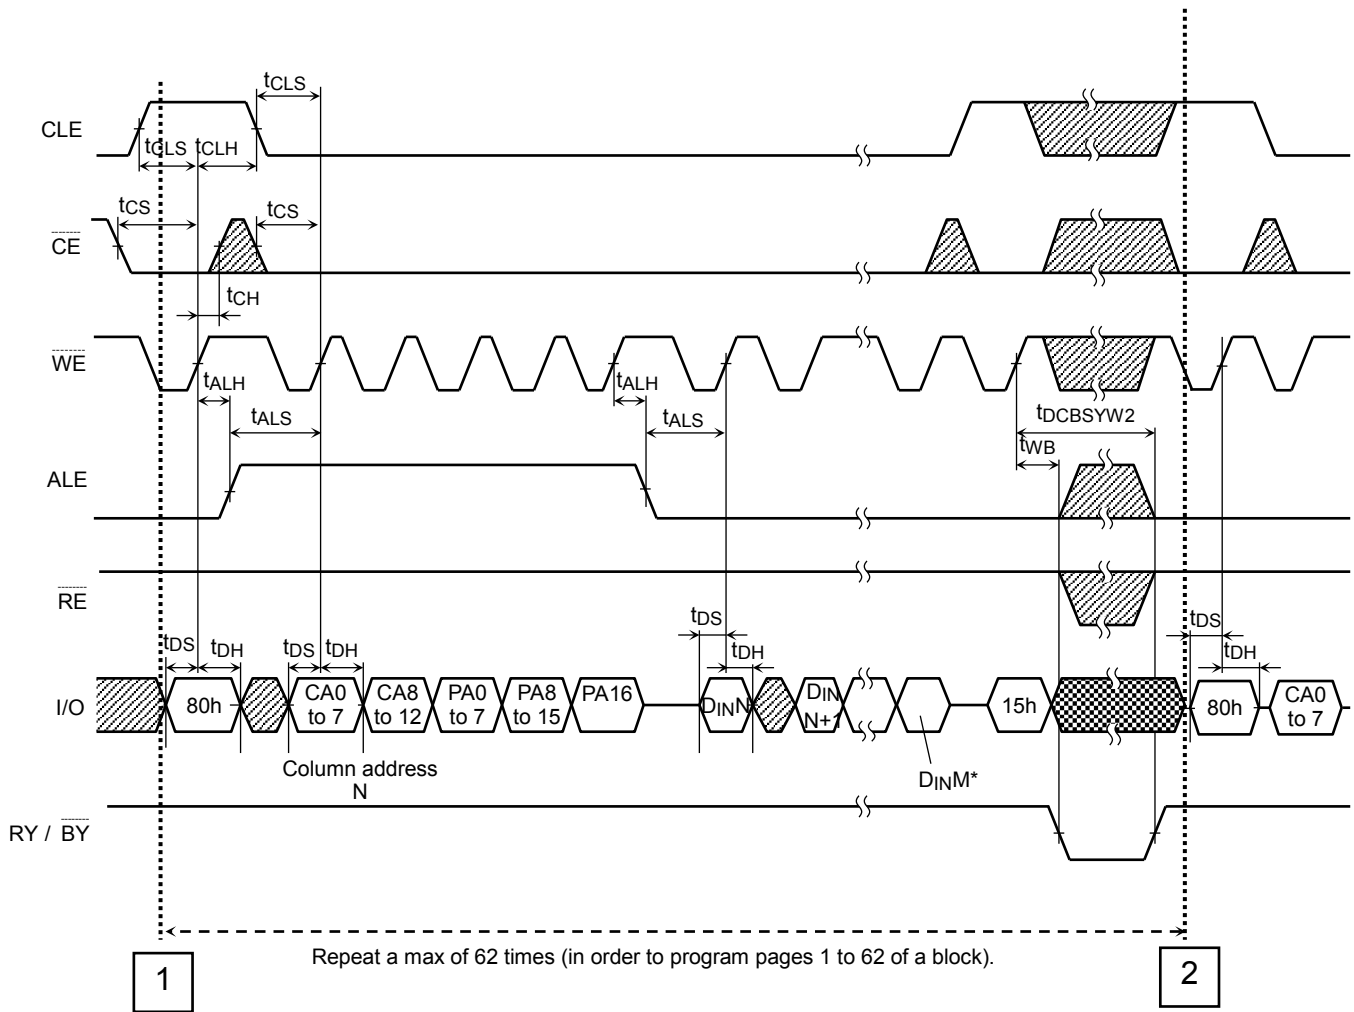 tCLS
CLE
tCLS
tCLH
tCS
tCS
CE
tCH
WE
tALH
tALH
tALS
tALS
tDCBSYW2
tWB
ALE
RE
tDS
tDH
tDS
tDH
tDS
tDH
tDS
tDH
I/O
80h
CA0
to 7
CA8
to 12
PA0
to 7
PA8
to 15
PA16
DINN
DIN
N+1
15h
80h
CA0
to 7
Column address
N
DINM*
RY / BY
Repeat a max of 62 times (in order to program pages 1 to 62 of a block).
1
2